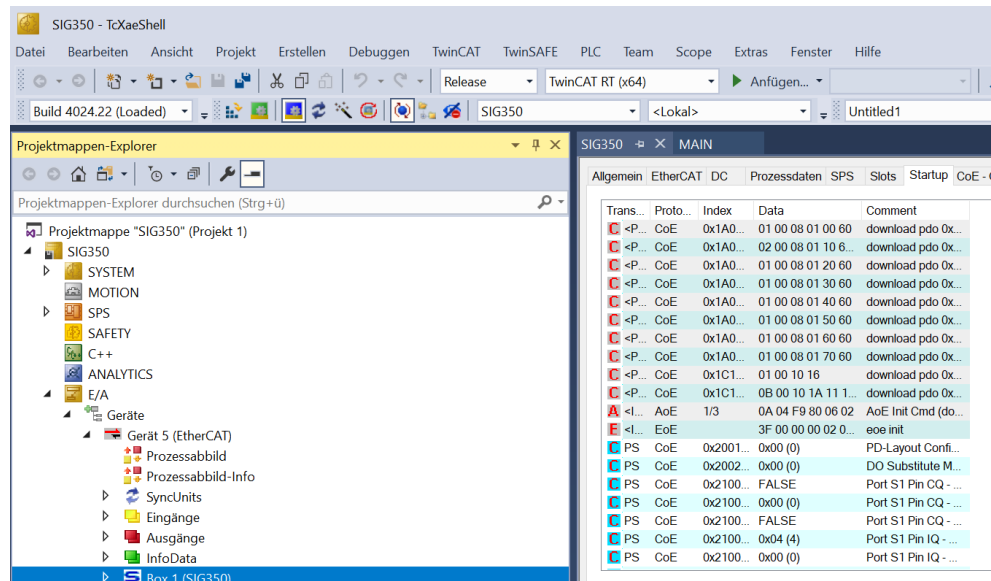 SIG350 - TcXaeShell
Datei Bearbeiten Ansicht Projekt Erstellen Debuggen TwinCAT TwinSAFE PLC Team Scope Extras Fenster Hilfe
Release TwinCAT RT (x64) Anfügen...
Build 4024.22 (Loaded) SIG350 <Lokal> Untitled1
Projektmappen-Explorer
Projektmappen-Explorer durchsuchen (Strg+ü)
Projektmappe "SIG350" (Projekt 1)
SIG350
SYSTEM
MOTION
SPS
SAFETY
C++
ANALYTICS
E/A
Geräte
Gerät 5 (EtherCAT)
Prozessabbild
Prozessabbild-Info
SyncUnits
Eingänge
Ausgänge
InfoData
Box 1 (SIG350)
SIG350 MAIN
Allgemein EtherCAT DC Prozessdaten SPS Slots Startup CoE -
Trans... Proto... Index Data Comment
C <P... CoE 0x1A0... 01 00 08 01 00 60 download pdo 0x...
C <P... CoE 0x1A0... 02 00 08 01 10 6... download pdo 0x...
C <P... CoE 0x1A0... 01 00 08 01 20 60 download pdo 0x...
C <P... CoE 0x1A0... 01 00 08 01 30 60 download pdo 0x...
C <P... CoE 0x1A0... 01 00 08 01 40 60 download pdo 0x...
C <P... CoE 0x1A0... 01 00 08 01 50 60 download pdo 0x...
C <P... CoE 0x1A0... 01 00 08 01 60 60 download pdo 0x...
C <P... CoE 0x1A0... 01 00 08 01 70 60 download pdo 0x...
C <P... CoE 0x1C1... 01 00 10 16 download pdo 0x...
C <P... CoE 0x1C1... 0B 00 10 1A 11 1... download pdo 0x...
A <I... AoE 1/3 0A 04 F9 80 06 02 AoE Init Cmd (do...
E <I... EoE 3F 00 00 00 02 0... eoe init
C PS CoE 0x2001... 0x00 (0) PD-Layout Confi...
C PS CoE 0x2002... 0x00 (0) DO Substitute M...
C PS CoE 0x2100... FALSE Port S1 Pin CQ - ...
C PS CoE 0x2100... 0x00 (0) Port S1 Pin CQ - ...
C PS CoE 0x2100... FALSE Port S1 Pin CQ - ...
C PS CoE 0x2100... 0x04 (4) Port S1 Pin IQ - ...
C PS CoE 0x2100... 0x00 (0) Port S1 Pin IQ - ...